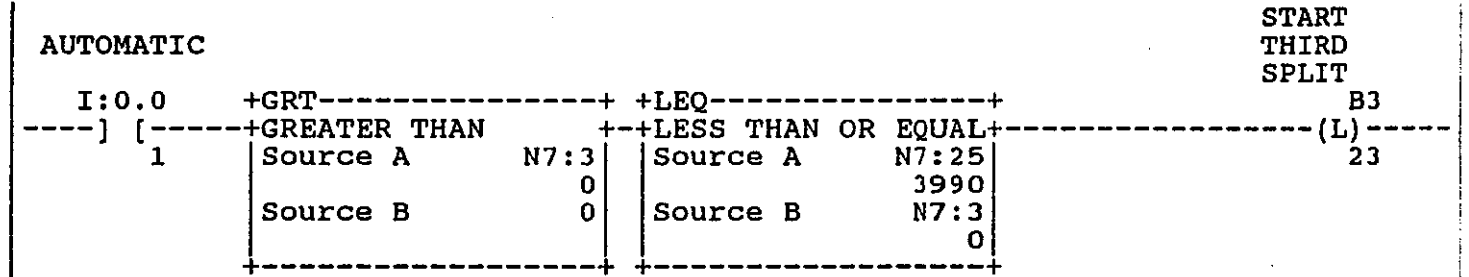 START
AUTOMATIC THIRD
SPLIT
I:0.0 +GRT---------------+ +LEQ---------------+ B3
----] [-----+GREATER THAN +-+LESS THAN OR EQUAL+-----------------(L)-----
1 |Source A N7:3| |Source A N7:25| 23
| 0| | 3990|
|Source B 0| |Source B N7:3|
| | | 0|
+------------------+ +------------------+